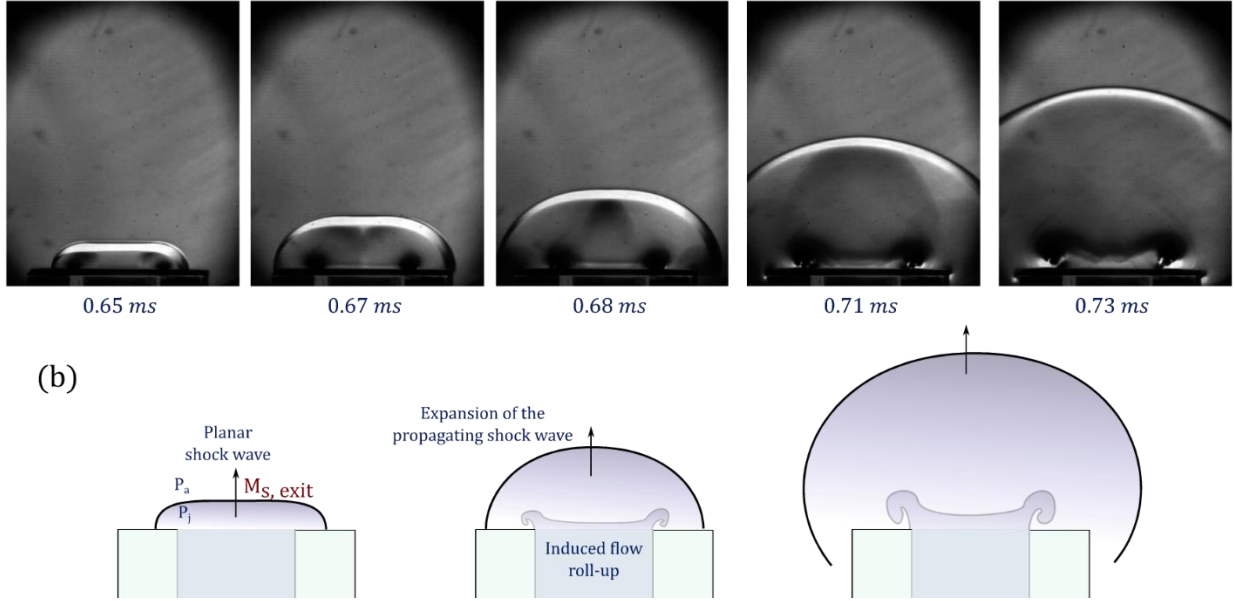 0.65 ms
0.67 ms
0.68 ms
0.71 ms
0.73 ms
(b)
Planar
shock wave
P_a
M_S, exit
P_j
Expansion of the
propagating shock wave
Induced flow
roll-up